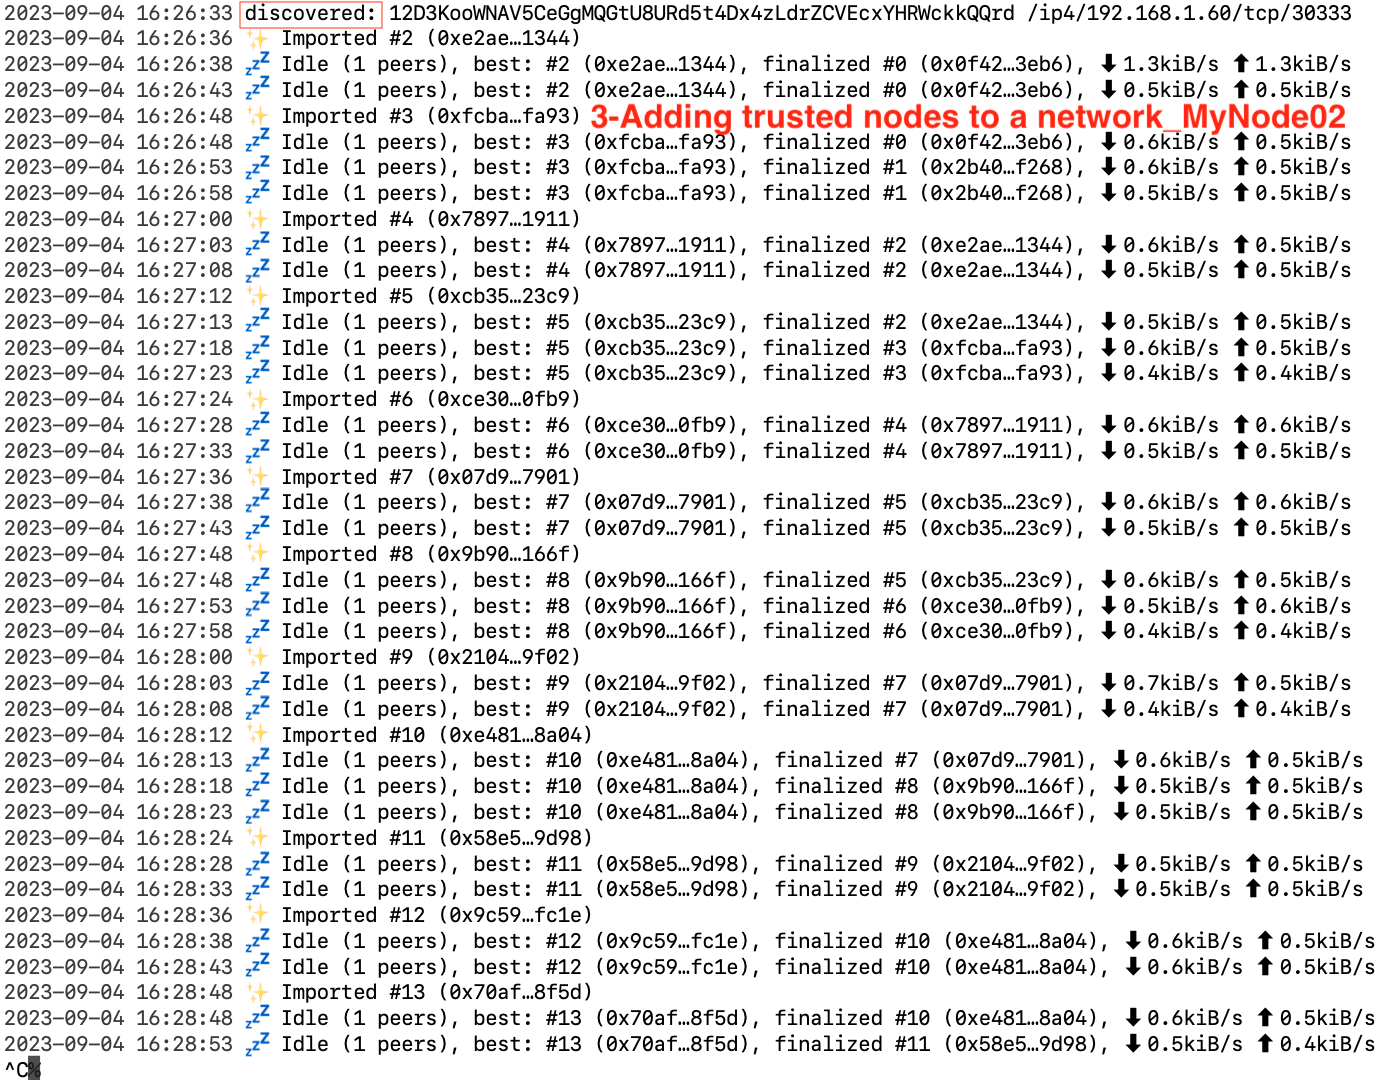 2023-09-04 16:26:33 discovered: 12D3KooWNAV5CeGgMQGtU8URd5t4Dx4zLdrZCVEcxYHRWckkQQrd /ip4/192.168.1.60/tcp/30333
2023-09-04 16:26:36 ✨ Imported #2 (0xe2ae…1344)
2023-09-04 16:26:38 💤 Idle (1 peers), best: #2 (0xe2ae…1344), finalized #0 (0x0f42…3eb6), ⬇ 1.3kiB/s ⬆ 1.3kiB/s
2023-09-04 16:26:43 💤 Idle (1 peers), best: #2 (0xe2ae…1344), finalized #0 (0x0f42…3eb6), ⬇ 0.5kiB/s ⬆ 0.5kiB/s
2023-09-04 16:26:48 ✨ Imported #3 (0xfcba…fa93)
3-Adding trusted nodes to a network_MyNode02
2023-09-04 16:26:48 💤 Idle (1 peers), best: #3 (0xfcba…fa93), finalized #0 (0x0f42…3eb6), ⬇ 0.6kiB/s ⬆ 0.5kiB/s
2023-09-04 16:26:53 💤 Idle (1 peers), best: #3 (0xfcba…fa93), finalized #1 (0x2b40…f268), ⬇ 0.6kiB/s ⬆ 0.5kiB/s
2023-09-04 16:26:58 💤 Idle (1 peers), best: #3 (0xfcba…fa93), finalized #1 (0x2b40…f268), ⬇ 0.5kiB/s ⬆ 0.5kiB/s
2023-09-04 16:27:00 ✨ Imported #4 (0x7897…1911)
2023-09-04 16:27:03 💤 Idle (1 peers), best: #4 (0x7897…1911), finalized #2 (0xe2ae…1344), ⬇ 0.6kiB/s ⬆ 0.5kiB/s
2023-09-04 16:27:08 💤 Idle (1 peers), best: #4 (0x7897…1911), finalized #2 (0xe2ae…1344), ⬇ 0.5kiB/s ⬆ 0.5kiB/s
2023-09-04 16:27:12 ✨ Imported #5 (0xcb35…23c9)
2023-09-04 16:27:13 💤 Idle (1 peers), best: #5 (0xcb35…23c9), finalized #2 (0xe2ae…1344), ⬇ 0.5kiB/s ⬆ 0.5kiB/s
2023-09-04 16:27:18 💤 Idle (1 peers), best: #5 (0xcb35…23c9), finalized #3 (0xfcba…fa93), ⬇ 0.6kiB/s ⬆ 0.5kiB/s
2023-09-04 16:27:23 💤 Idle (1 peers), best: #5 (0xcb35…23c9), finalized #3 (0xfcba…fa93), ⬇ 0.4kiB/s ⬆ 0.4kiB/s
2023-09-04 16:27:24 ✨ Imported #6 (0xce30…0fb9)
2023-09-04 16:27:28 💤 Idle (1 peers), best: #6 (0xce30…0fb9), finalized #4 (0x7897…1911), ⬇ 0.6kiB/s ⬆ 0.6kiB/s
2023-09-04 16:27:33 💤 Idle (1 peers), best: #6 (0xce30…0fb9), finalized #4 (0x7897…1911), ⬇ 0.5kiB/s ⬆ 0.5kiB/s
2023-09-04 16:27:36 ✨ Imported #7 (0x07d9…7901)
2023-09-04 16:27:38 💤 Idle (1 peers), best: #7 (0x07d9…7901), finalized #5 (0xcb35…23c9), ⬇ 0.6kiB/s ⬆ 0.6kiB/s
2023-09-04 16:27:43 💤 Idle (1 peers), best: #7 (0x07d9…7901), finalized #5 (0xcb35…23c9), ⬇ 0.5kiB/s ⬆ 0.5kiB/s
2023-09-04 16:27:48 ✨ Imported #8 (0x9b90…166f)
2023-09-04 16:27:48 💤 Idle (1 peers), best: #8 (0x9b90…166f), finalized #5 (0xcb35…23c9), ⬇ 0.6kiB/s ⬆ 0.5kiB/s
2023-09-04 16:27:53 💤 Idle (1 peers), best: #8 (0x9b90…166f), finalized #6 (0xce30…0fb9), ⬇ 0.5kiB/s ⬆ 0.6kiB/s
2023-09-04 16:27:58 💤 Idle (1 peers), best: #8 (0x9b90…166f), finalized #6 (0xce30…0fb9), ⬇ 0.4kiB/s ⬆ 0.4kiB/s
2023-09-04 16:28:00 ✨ Imported #9 (0x2104…9f02)
2023-09-04 16:28:03 💤 Idle (1 peers), best: #9 (0x2104…9f02), finalized #7 (0x07d9…7901), ⬇ 0.7kiB/s ⬆ 0.5kiB/s
2023-09-04 16:28:08 💤 Idle (1 peers), best: #9 (0x2104…9f02), finalized #7 (0x07d9…7901), ⬇ 0.4kiB/s ⬆ 0.4kiB/s
2023-09-04 16:28:12 ✨ Imported #10 (0xe481…8a04)
2023-09-04 16:28:13 💤 Idle (1 peers), best: #10 (0xe481…8a04), finalized #7 (0x07d9…7901), ⬇ 0.6kiB/s ⬆ 0.5kiB/s
2023-09-04 16:28:18 💤 Idle (1 peers), best: #10 (0xe481…8a04), finalized #8 (0x9b90…166f), ⬇ 0.5kiB/s ⬆ 0.5kiB/s
2023-09-04 16:28:23 💤 Idle (1 peers), best: #10 (0xe481…8a04), finalized #8 (0x9b90…166f), ⬇ 0.5kiB/s ⬆ 0.5kiB/s
2023-09-04 16:28:24 ✨ Imported #11 (0x58e5…9d98)
2023-09-04 16:28:28 💤 Idle (1 peers), best: #11 (0x58e5…9d98), finalized #9 (0x2104…9f02), ⬇ 0.5kiB/s ⬆ 0.5kiB/s
2023-09-04 16:28:33 💤 Idle (1 peers), best: #11 (0x58e5…9d98), finalized #9 (0x2104…9f02), ⬇ 0.5kiB/s ⬆ 0.5kiB/s
2023-09-04 16:28:36 ✨ Imported #12 (0x9c59…fc1e)
2023-09-04 16:28:38 💤 Idle (1 peers), best: #12 (0x9c59…fc1e), finalized #10 (0xe481…8a04), ⬇ 0.6kiB/s ⬆ 0.5kiB/s
2023-09-04 16:28:43 💤 Idle (1 peers), best: #12 (0x9c59…fc1e), finalized #10 (0xe481…8a04), ⬇ 0.6kiB/s ⬆ 0.5kiB/s
2023-09-04 16:28:48 ✨ Imported #13 (0x70af…8f5d)
2023-09-04 16:28:48 💤 Idle (1 peers), best: #13 (0x70af…8f5d), finalized #10 (0xe481…8a04), ⬇ 0.6kiB/s ⬆ 0.5kiB/s
2023-09-04 16:28:53 💤 Idle (1 peers), best: #13 (0x70af…8f5d), finalized #11 (0x58e5…9d98), ⬇ 0.5kiB/s ⬆ 0.4kiB/s
^C%